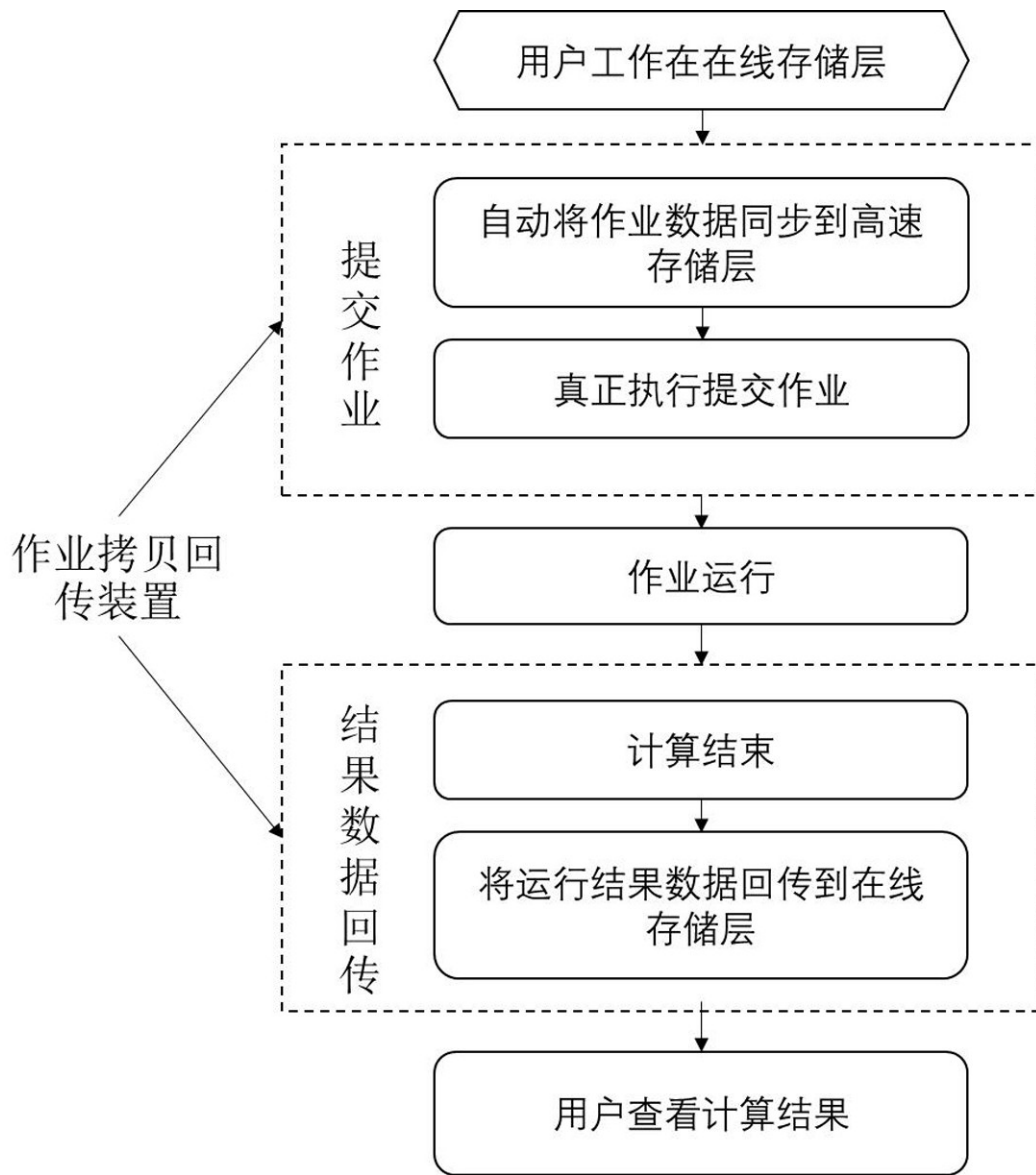 用户工作在在线存储层
提交作业
自动将作业数据同步到高速
存储层
真正执行提交作业
作业拷贝回
传装置
作业运行
结果数据回传
计算结束
将运行结果数据回传到在线
存储层
用户查看计算结果